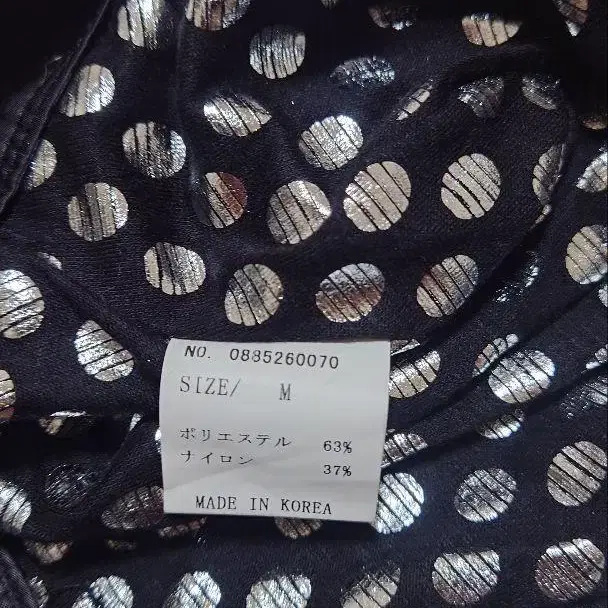 NO. 0885260070
SIZE/ M
ポリエステル 63%
ナイロン 37%
MADE IN KOREA